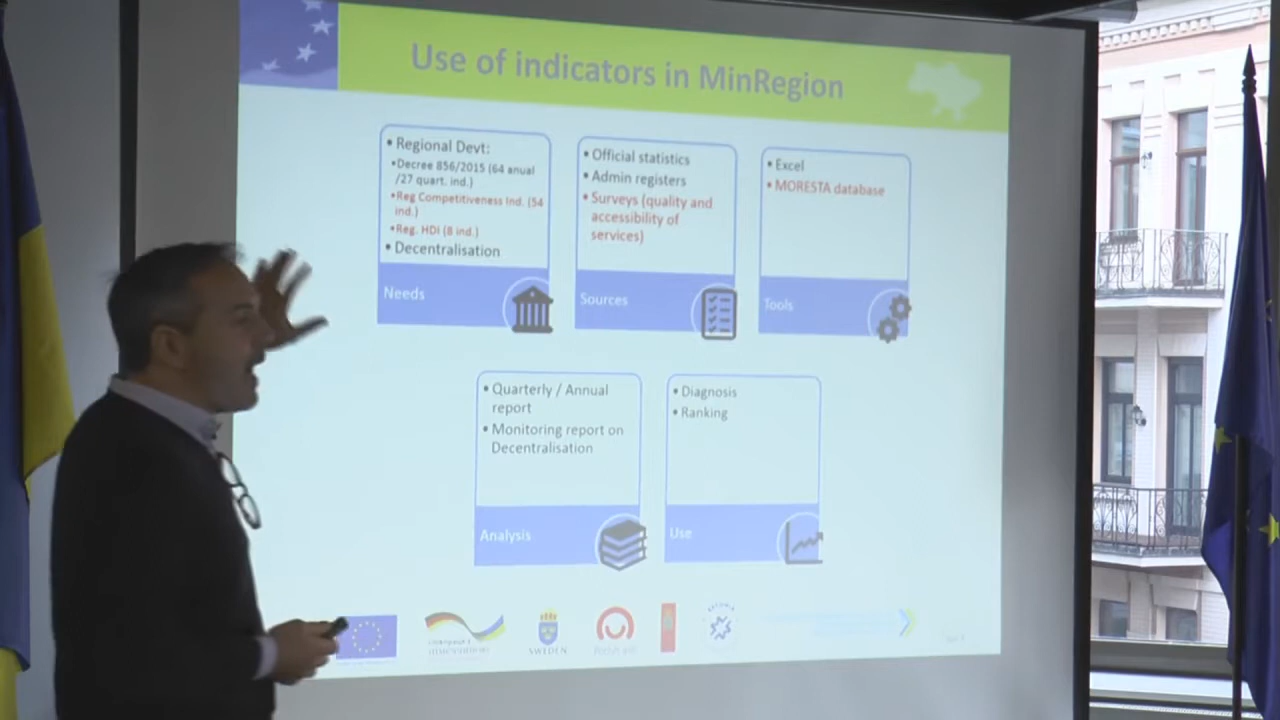 Use of indicators in MinRegion
• Regional Devt:
•Decree 856/2015 (64 anual
/27 quart. ind.)
•Reg Competitiveness Ind. (54
ind.)
•Reg. HDI (8 ind.)
• Decentralisation
Needs
• Official statistics
• Admin registers
• Surveys (quality and
accessibility of
services)
Sources
• Excel
• MORESTA database
Tools
• Quarterly / Annual
report
• Monitoring report on
Decentralisation
Analysis
• Diagnosis
• Ranking
Use
SWEDEN